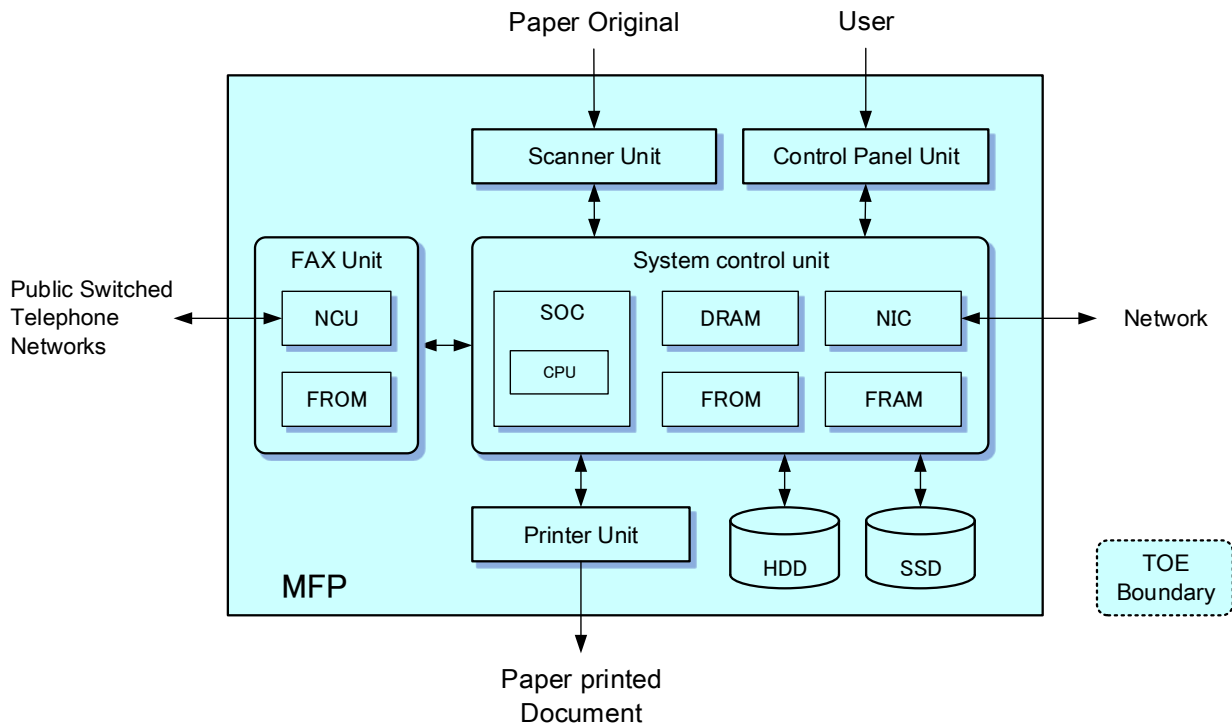 Paper Original
User
Scanner Unit
Control Panel Unit
FAX Unit
System control unit
Public Switched
Telephone
Networks
NCU
SOC
DRAM
NIC
Network
CPU
FROM
FROM
FRAM
Printer Unit
HDD
SSD
MFP
TOE
Boundary
Paper printed
Document